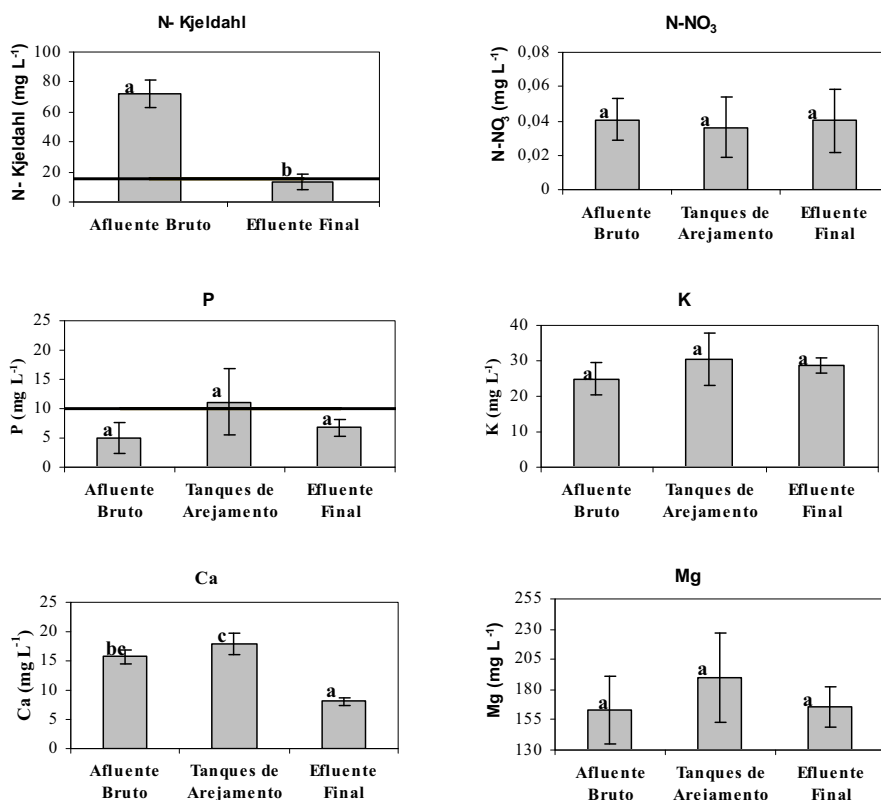 N- Kjeldahl
N- Kjeldahl (mg L-1)
100
80
60
40
20
0
a
b
Afluente Bruto
Efluente Final
N-NO3
N-NO3 (mg L-1)
0,08
0,06
0,04
0,02
0
a
a
a
Afluente
Bruto
Tanques de
Arejamento
Efluente
Final
P
P (mg L-1)
25
20
15
10
5
0
a
a
a
Afluente
Bruto
Tanques de
Arejamento
Efluente
Final
K
K (mg L-1)
40
30
20
10
0
a
a
a
Afluente
Bruto
Tanques de
Arejamento
Efluente
Final
Ca
Ca (mg L-1)
25
20
15
10
5
0
bc
c
a
Afluente
Bruto
Tanques de
Arejamento
Efluente
Final
Mg
Mg (mg L-1)
255
230
205
180
155
130
a
a
a
Afluente
Bruto
Tanques de
Arejamento
Efluente
Final